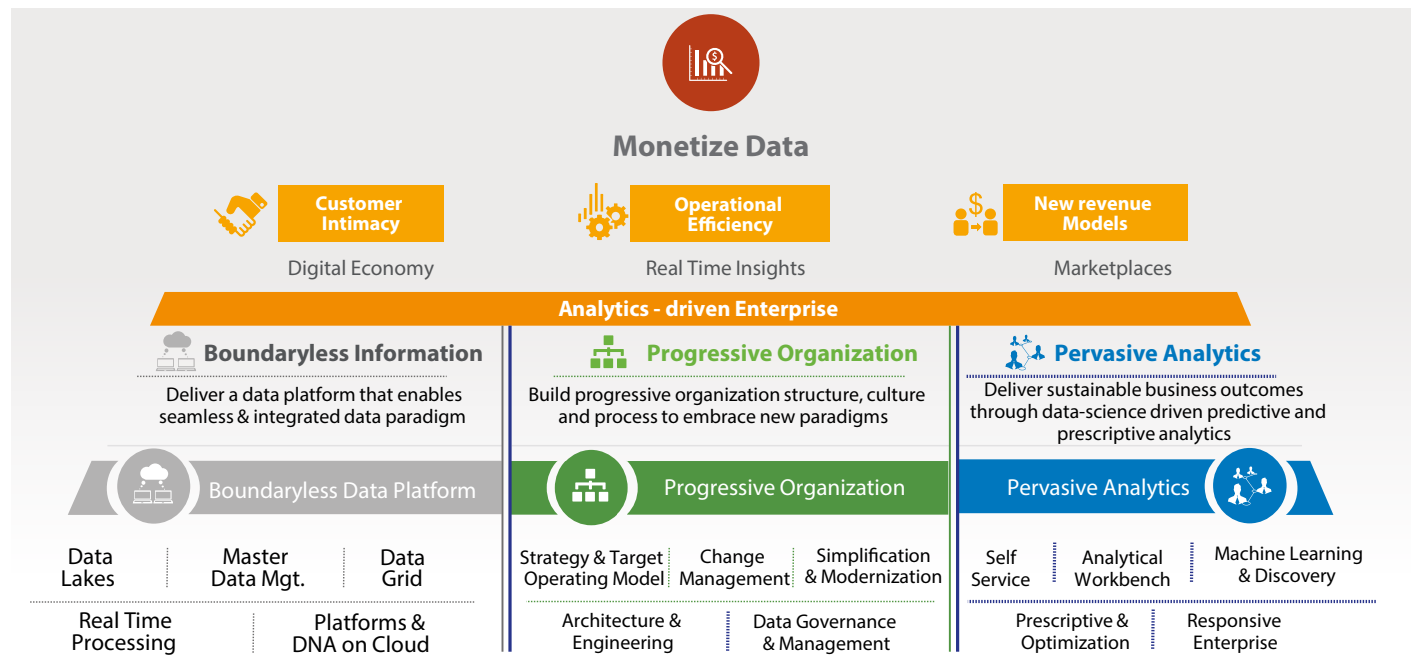 Monetize Data
Customer
Intimacy
Operational
Efficiency
New revenue
Models
Digital Economy
Real Time Insights
Marketplaces
Analytics - driven Enterprise
Boundaryless Information
Deliver a data platform that enables
seamless & integrated data paradigm
Progressive Organization
Build progressive organization structure, culture
and process to embrace new paradigms
Pervasive Analytics
Deliver sustainable business outcomes
through data-science driven predictive and
prescriptive analytics
Boundaryless Data Platform
Progressive Organization
Pervasive Analytics
Data
Lakes
Master
Data Mgt.
Data
Grid
Real Time
Processing
Platforms &
DNA on Cloud
Strategy & Target
Operating Model
Change
Management
Simplification
& Modernization
Architecture &
Engineering
Data Governance
& Management
Self
Service
Analytical
Workbench
Machine Learning
& Discovery
Prescriptive &
Optimization
Responsive
Enterprise